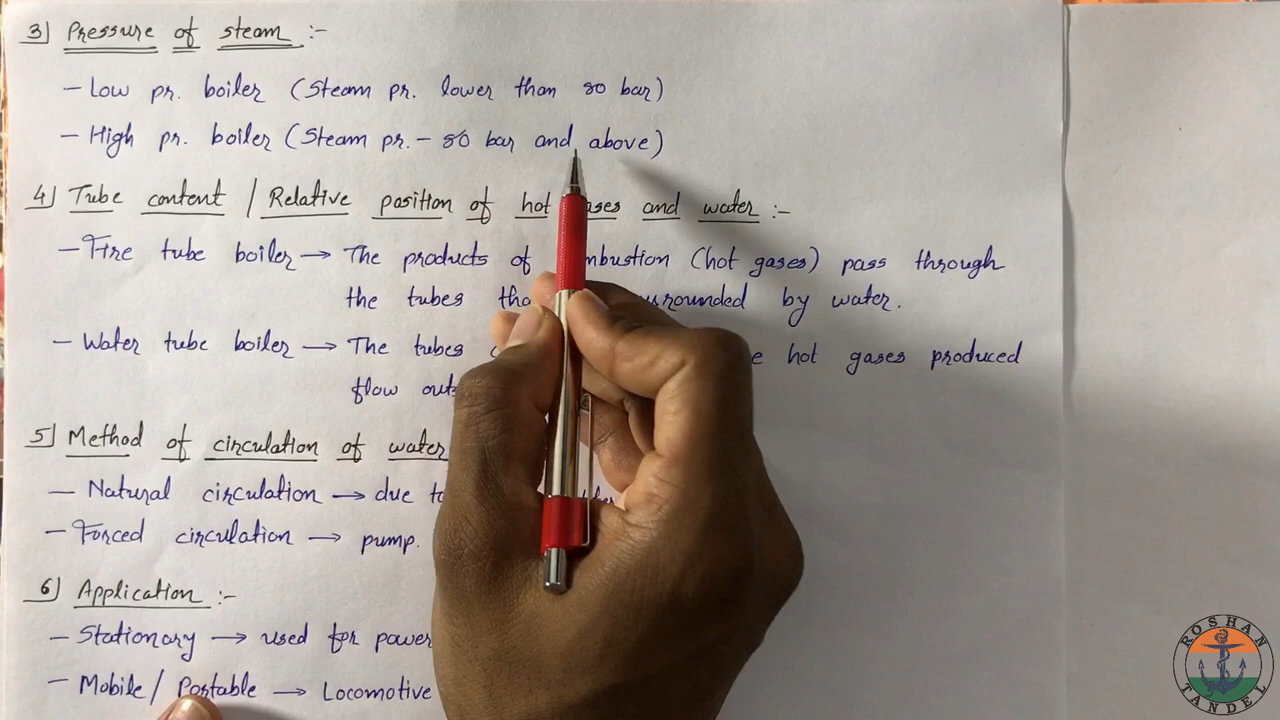 3) Pressure of steam :-
- Low pr. boiler (Steam pr. lower than 80 bar)
- High pr. boiler (Steam pr. - 80 bar and above)
4) Tube content / Relative position of hot gases and water :-
- Fire tube boiler → The products of combustion (hot gases) pass through
the tubes surrounded by water.
- Water tube boiler → The tubes hot gases produced
flow
5) Method of circulation of water
- Natural circulation → due to
- Forced circulation → pump.
6) Application :-
- Stationary → used for power
- Mobile / Portable → Locomotive
ROSHAN
TANDEL